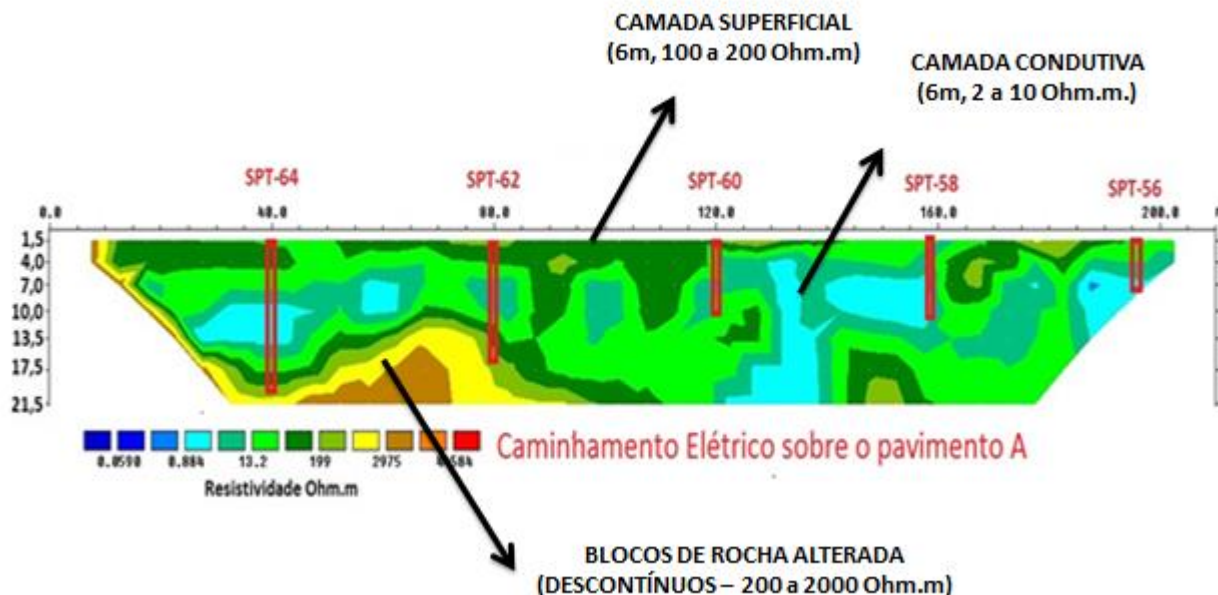 CAMADA SUPERFICIAL
(6m, 100 a 200 Ohm.m)
CAMADA CONDUTIVA
(6m, 2 a 10 Ohm.m.)
SPT-64 SPT-62 SPT-60 SPT-58 SPT-56
0.0 40.0 80.0 120.0 160.0 200.0
1,5
4,0
7,0
10,0
13,5
17,5
21,5
0.0590 0.884 13.2 199 2975
Resistividade Ohm.m
Caminhamento Elétrico sobre o pavimento A
BLOCOS DE ROCHA ALTERADA
(DESCONTÍNUOS – 200 a 2000 Ohm.m)